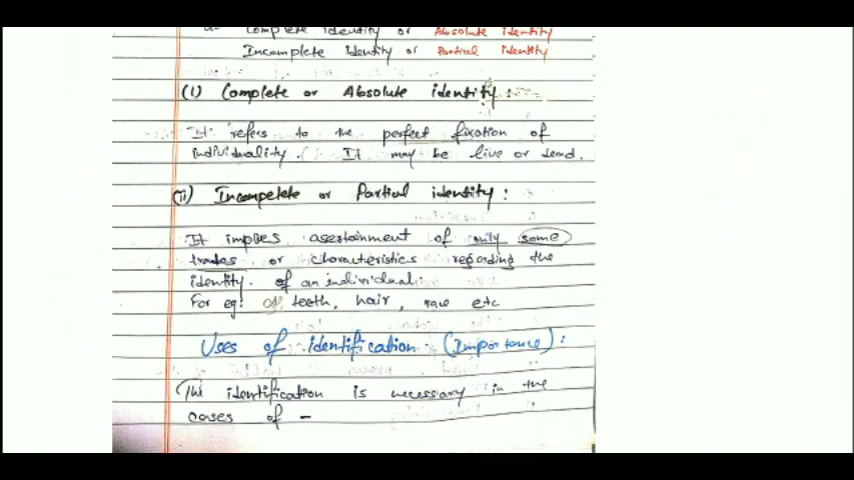 Complete identity or Absolute identity
Incomplete Identity or Partial identity
(i) Complete or Absolute identity :
It refers to the perfect fixation of
individuality. It may be live or dead.
(ii) Incompelete or Partial identity :
It implies asertainment of only some
trades or characteristics regarding the
identity. of an individual.
For eg: teeth, hair, race etc
Uses of identification (Importance) :
The identification is necessary in the
cases of -